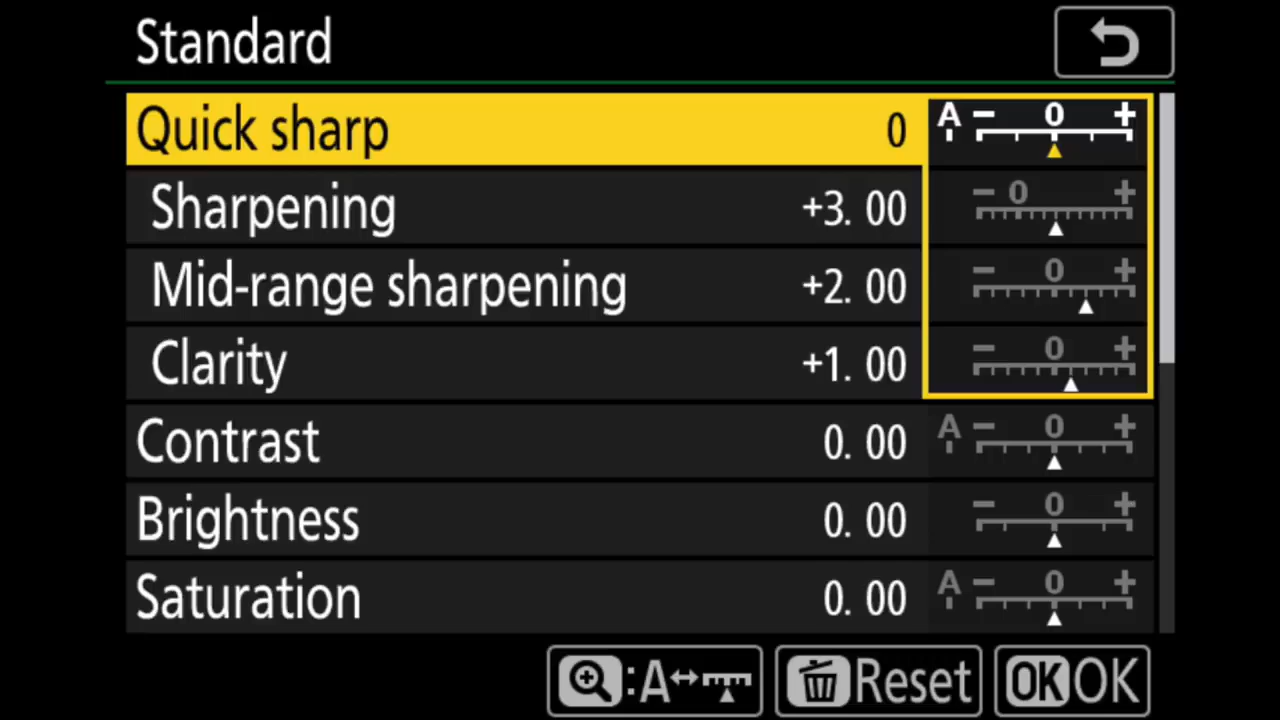 Standard
Quick sharp 0 A − 0 +
Sharpening +3. 00 − 0 +
Mid-range sharpening +2. 00 − 0 +
Clarity +1. 00 − 0 +
Contrast 0. 00 A − 0 +
Brightness 0. 00 − 0 +
Saturation 0. 00 A − 0 +
:A↔ Reset OK OK